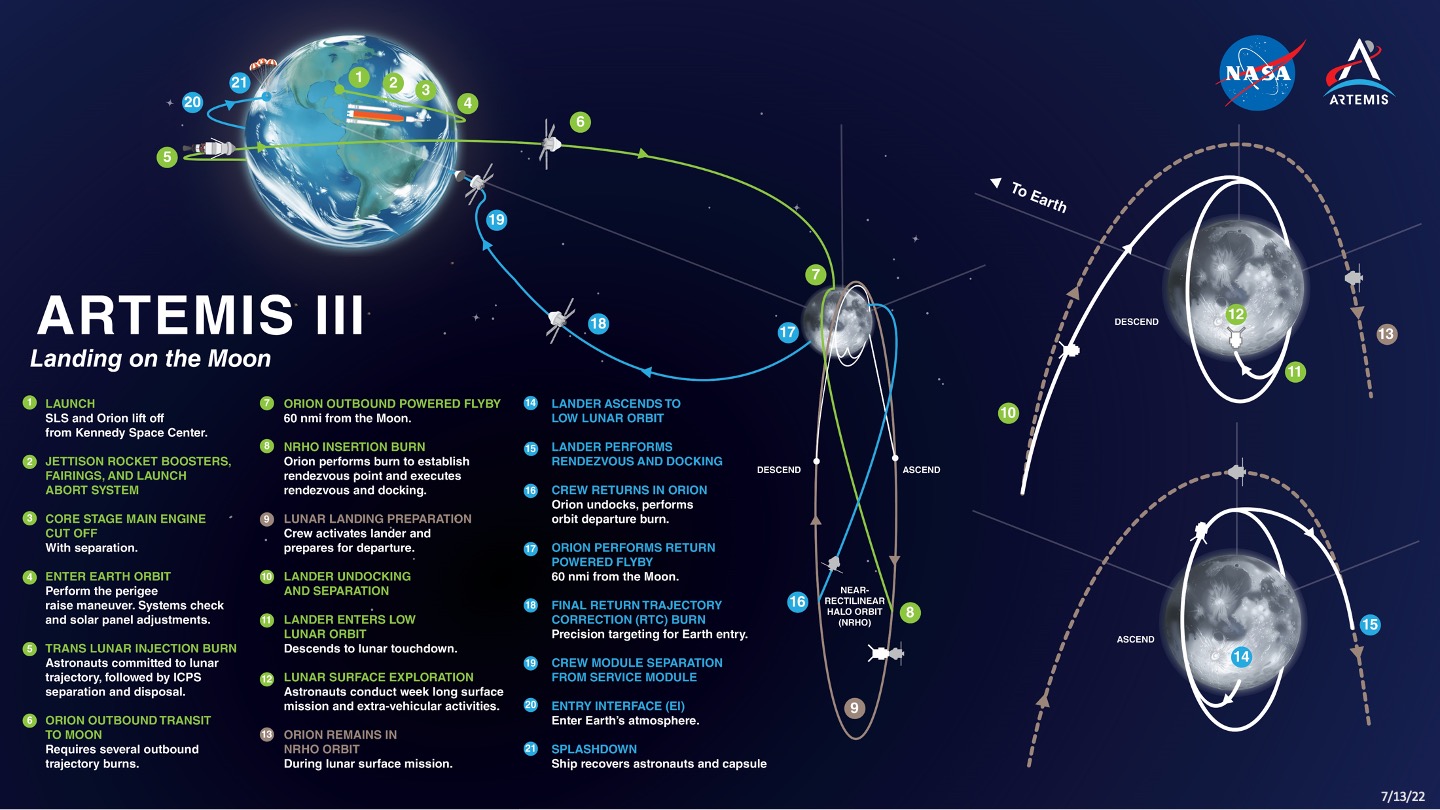 21
20
1
2
3
4
6
5
19
NASA
ARTEMIS
To Earth
7
17
18
DESCEND
12
13
11
10
ARTEMIS III
Landing on the Moon
1 LAUNCH
SLS and Orion lift off
from Kennedy Space Center.
2 JETTISON ROCKET BOOSTERS,
FAIRINGS, AND LAUNCH
ABORT SYSTEM
3 CORE STAGE MAIN ENGINE
CUT OFF
With separation.
4 ENTER EARTH ORBIT
Perform the perigee
raise maneuver. Systems check
and solar panel adjustments.
5 TRANS LUNAR INJECTION BURN
Astronauts committed to lunar
trajectory, followed by ICPS
separation and disposal.
6 ORION OUTBOUND TRANSIT
TO MOON
Requires several outbound
trajectory burns.
7 ORION OUTBOUND POWERED FLYBY
60 nmi from the Moon.
8 NRHO INSERTION BURN
Orion performs burn to establish
rendezvous point and executes
rendezvous and docking.
9 LUNAR LANDING PREPARATION
Crew activates lander and
prepares for departure.
10 LANDER UNDOCKING
AND SEPARATION
11 LANDER ENTERS LOW
LUNAR ORBIT
Descends to lunar touchdown.
12 LUNAR SURFACE EXPLORATION
Astronauts conduct week long surface
mission and extra-vehicular activities.
13 ORION REMAINS IN
NRHO ORBIT
During lunar surface mission.
14 LANDER ASCENDS TO
LOW LUNAR ORBIT
15 LANDER PERFORMS
RENDEZVOUS AND DOCKING
16 CREW RETURNS IN ORION
Orion undocks, performs
orbit departure burn.
17 ORION PERFORMS RETURN
POWERED FLYBY
60 nmi from the Moon.
18 FINAL RETURN TRAJECTORY
CORRECTION (RTC) BURN
Precision targeting for Earth entry.
19 CREW MODULE SEPARATION
FROM SERVICE MODULE
20 ENTRY INTERFACE (EI)
Enter Earth's atmosphere.
21 SPLASHDOWN
Ship recovers astronauts and capsule
DESCEND
ASCEND
NEAR-
RECTILINEAR
HALO ORBIT
(NRHO)
16
8
9
ASCEND
14
15
7/13/22